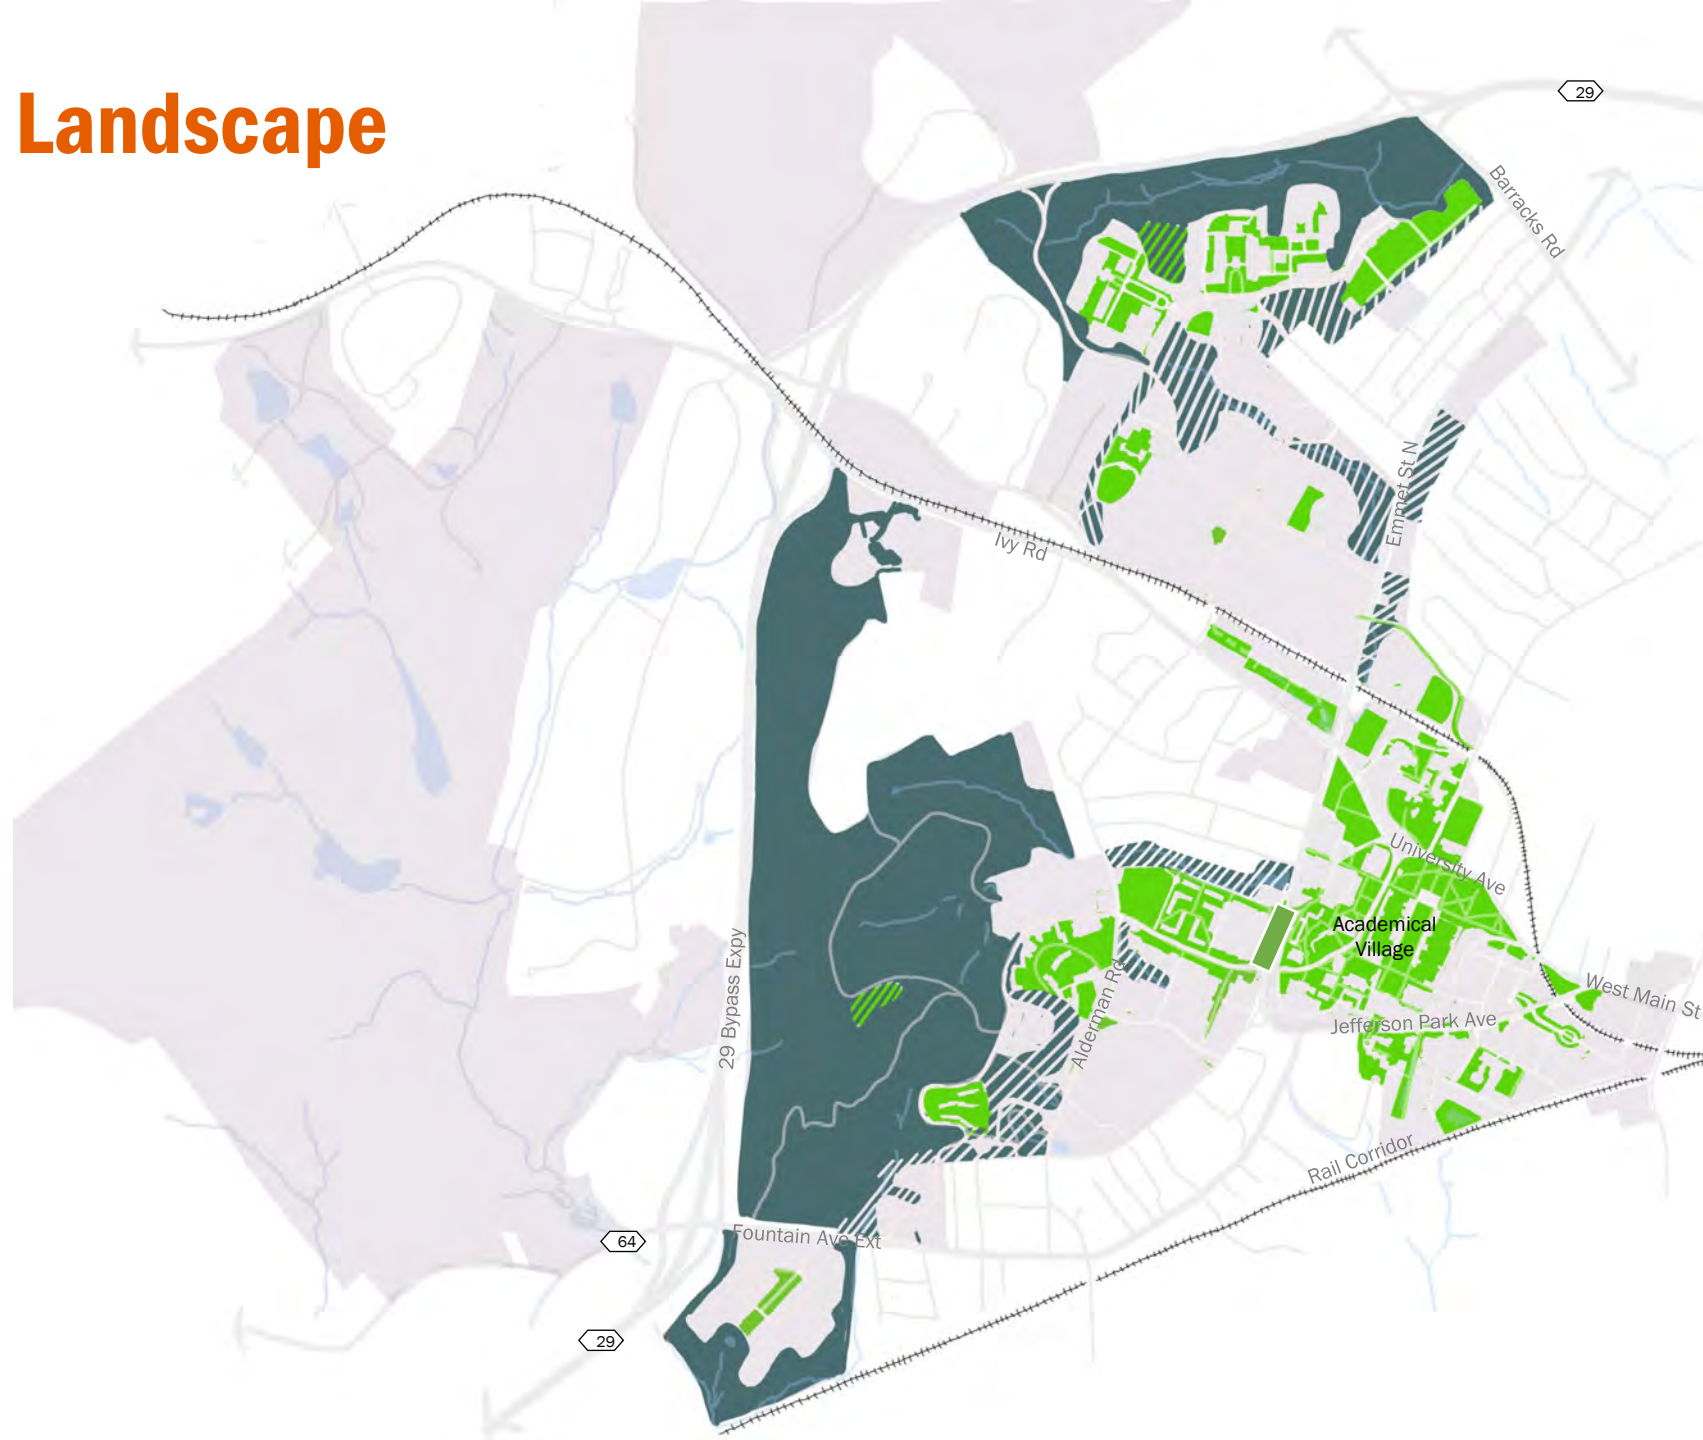 Landscape
29
Barracks Rd
Emmet St N
Ivy Rd
University Ave
Academical
Village
29 Bypass Expy
Alderman Rd
West Main St
Jefferson Park Ave
Rail Corridor
Fountain Ave Ext
64
29